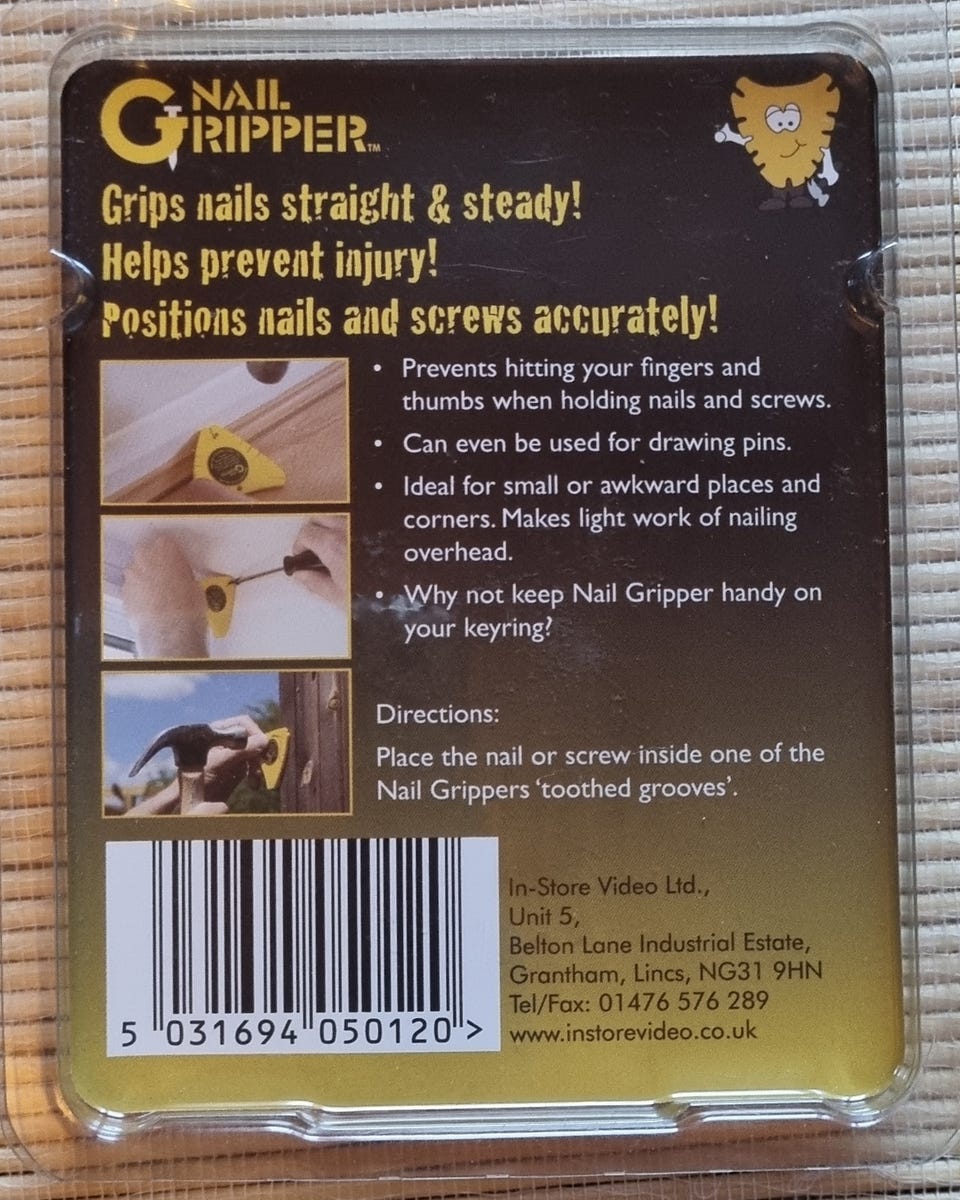 NAIL
GRIPPER™
Grips nails straight & steady!
Helps prevent injury!
Positions nails and screws accurately!
• Prevents hitting your fingers and
thumbs when holding nails and screws.
• Can even be used for drawing pins.
• Ideal for small or awkward places and
corners. Makes light work of nailing
overhead.
• Why not keep Nail Gripper handy on
your keyring?
Directions:
Place the nail or screw inside one of the
Nail Grippers ‘toothed grooves’.
5 031694 050120 >
In-Store Video Ltd.,
Unit 5,
Belton Lane Industrial Estate,
Grantham, Lincs, NG31 9HN
Tel/Fax: 01476 576 289
www.instorevideo.co.uk